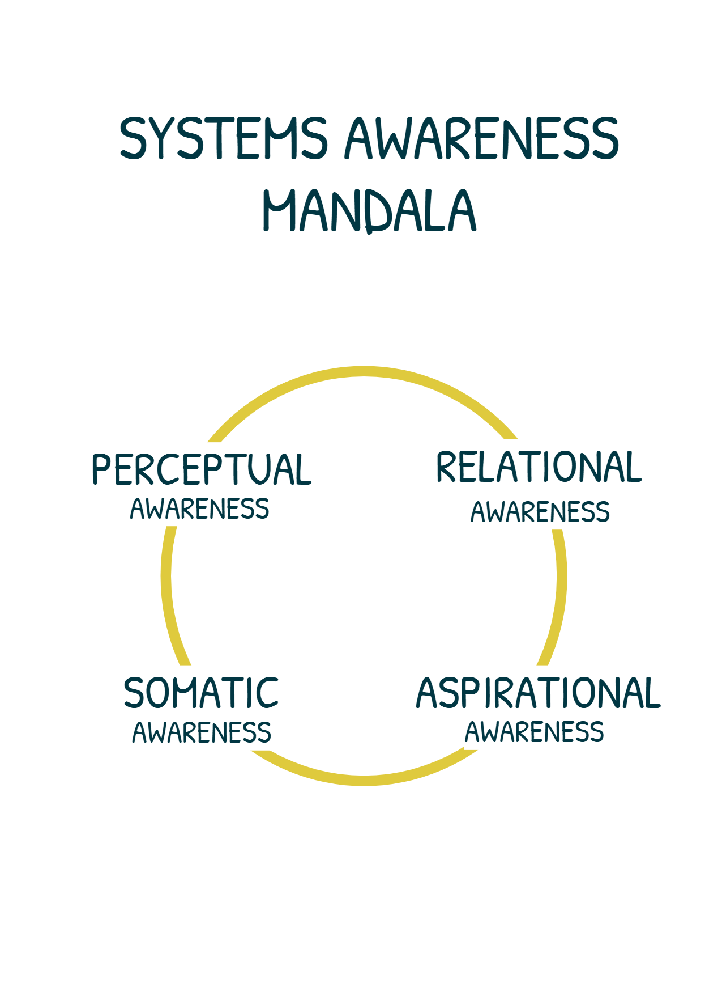 SYSTEMS AWARENESS
MANDALA
PERCEPTUAL
AWARENESS
RELATIONAL
AWARENESS
SOMATIC
AWARENESS
ASPIRATIONAL
AWARENESS